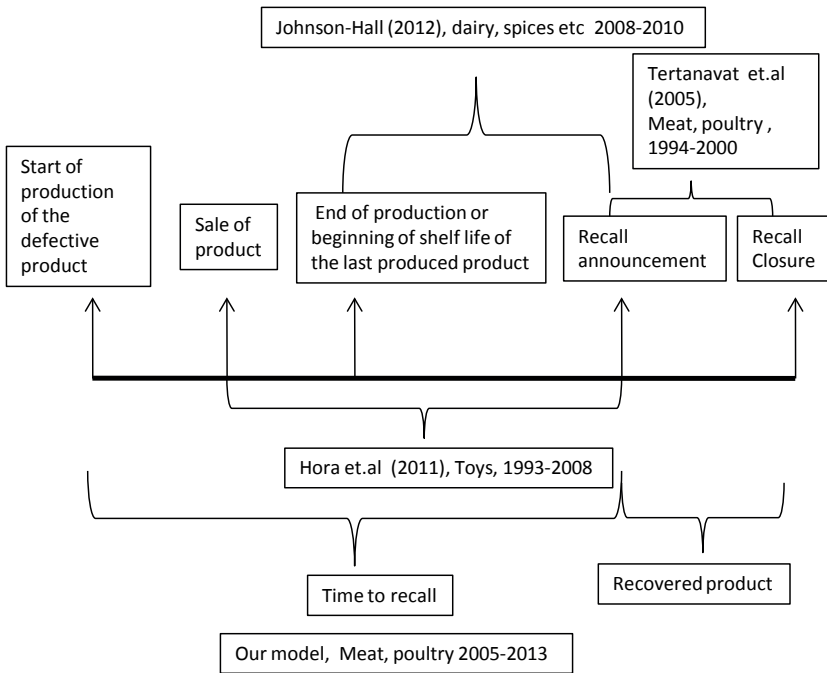 Johnson-Hall (2012), dairy, spices etc 2008-2010
Tertanavat et.al
(2005),
Meat, poultry ,
1994-2000
Start of
production
of the
defective
product
Sale of
product
End of production or
beginning of shelf life of
the last produced product
Recall
announcement
Recall
Closure
Hora et.al (2011), Toys, 1993-2008
Time to recall
Recovered product
Our model, Meat, poultry 2005-2013